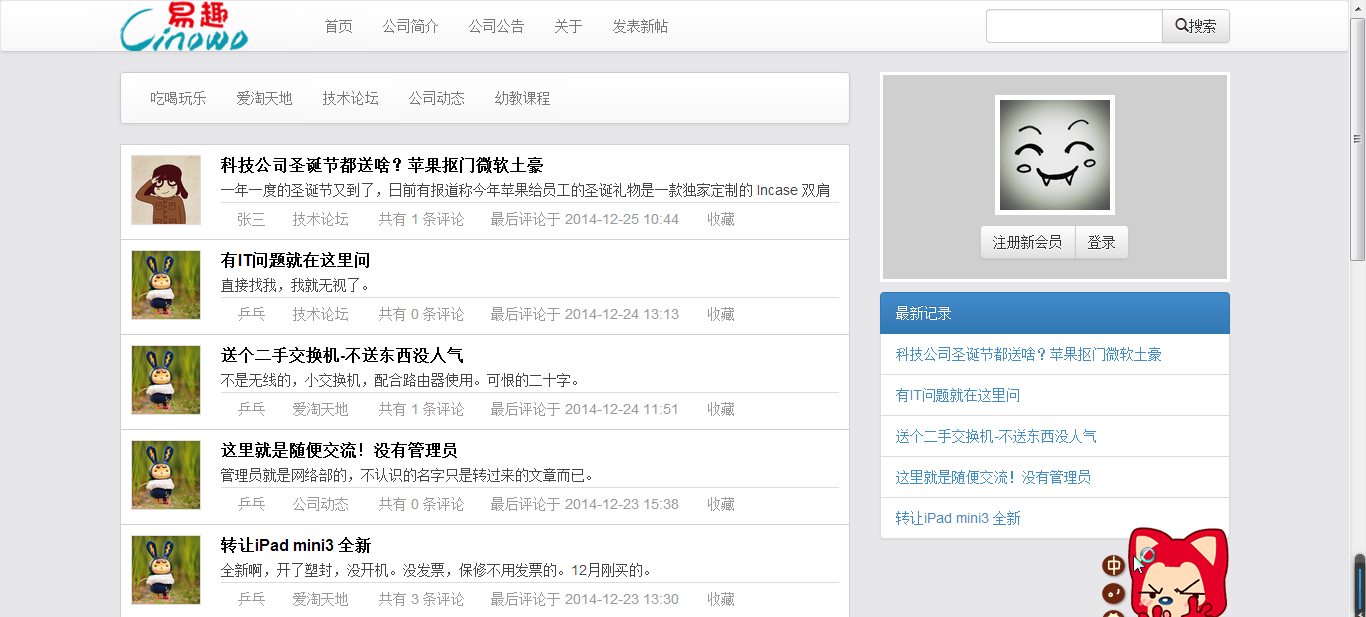 易趣
Cinowo
首页 公司简介 公司公告 关于 发表新帖
搜索
吃喝玩乐 爱淘天地 技术论坛 公司动态 幼教课程
科技公司圣诞节都送啥？苹果抠门微软土豪
一年一度的圣诞节又到了，日前有报道称今年苹果给员工的圣诞礼物是一款独家定制的 Incase 双肩
张三 技术论坛 共有 1 条评论 最后评论于 2014-12-25 10:44 收藏
有IT问题就在这里问
直接找我，我就无视了。
乒乓 技术论坛 共有 0 条评论 最后评论于 2014-12-24 13:13 收藏
送个二手交换机-不送东西没人气
不是无线的，小交换机，配合路由器使用。可恨的二十字。
乒乓 爱淘天地 共有 1 条评论 最后评论于 2014-12-24 11:51 收藏
这里就是随便交流！没有管理员
管理员就是网络部的，不认识的名字只是转过来的文章而已。
乒乓 公司动态 共有 0 条评论 最后评论于 2014-12-23 15:38 收藏
转让iPad mini3 全新
全新啊，开了塑封，没开机。没发票，保修不用发票的。12月刚买的。
乒乓 爱淘天地 共有 3 条评论 最后评论于 2014-12-23 13:30 收藏
注册新会员 登录
最新记录
科技公司圣诞节都送啥？苹果抠门微软土豪
有IT问题就在这里问
送个二手交换机-不送东西没人气
这里就是随便交流！没有管理员
转让iPad mini3 全新
中